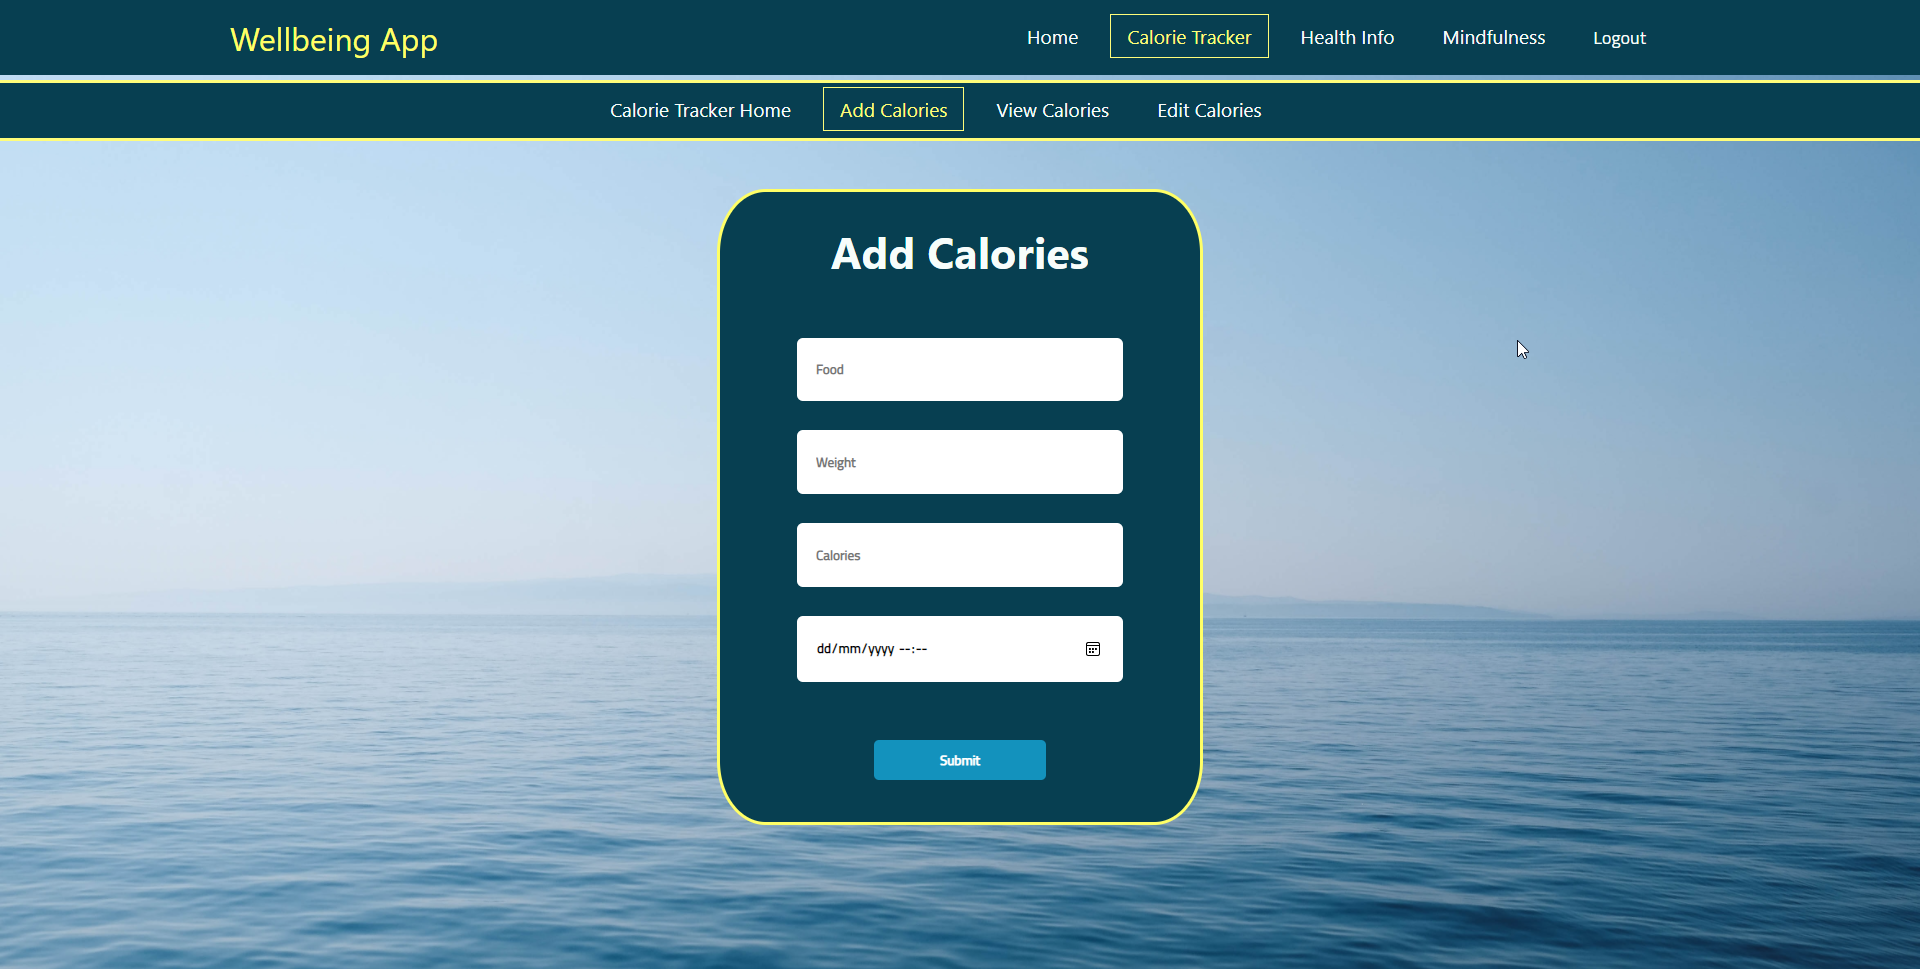 Wellbeing App
Home Calorie Tracker Health Info Mindfulness Logout
Calorie Tracker Home Add Calories View Calories Edit Calories
Add Calories
Food
Weight
Calories
dd/mm/yyyy --:--
Submit